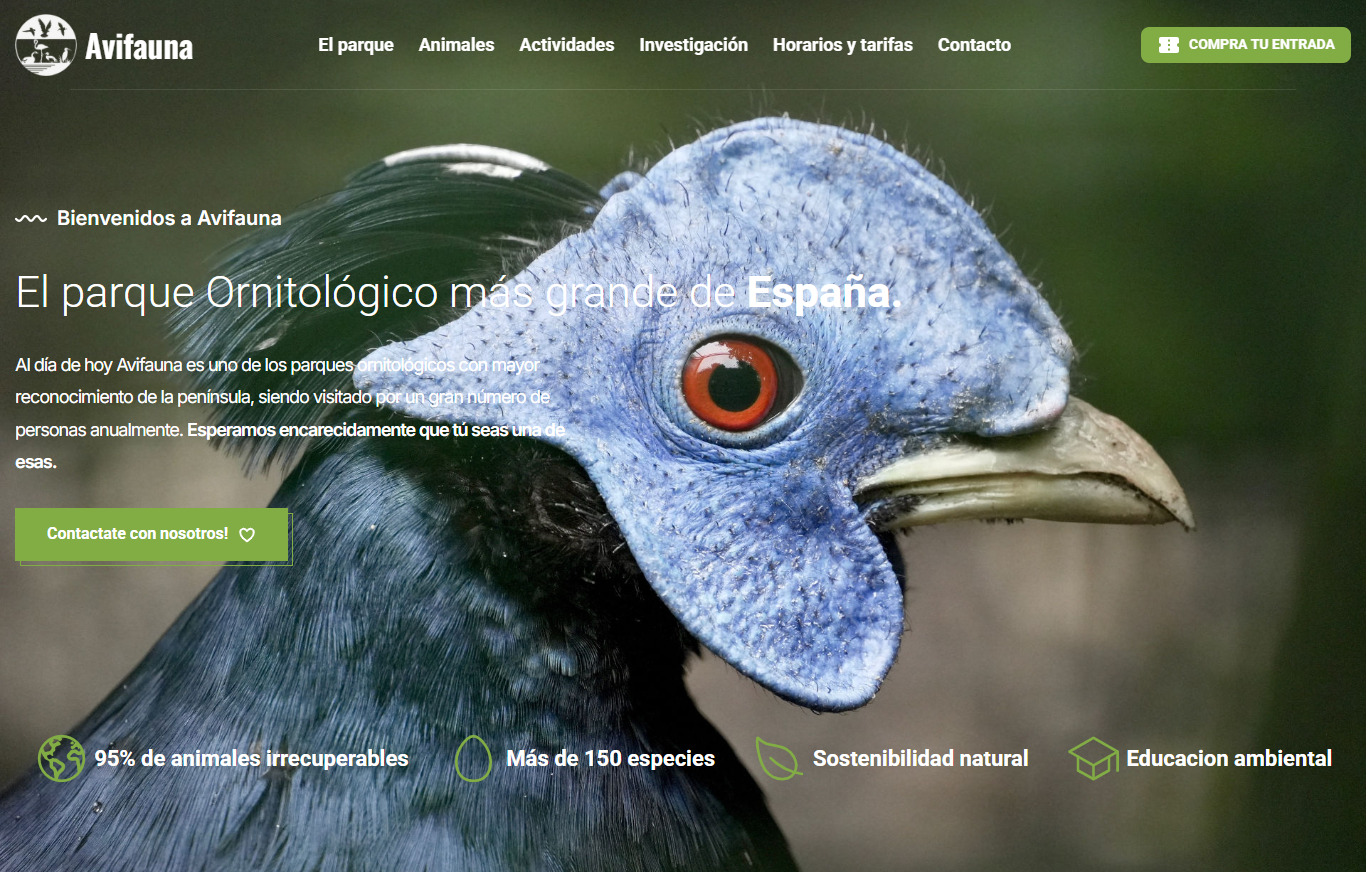 Avifauna
El parque
Animales
Actividades
Investigación
Horarios y tarifas
Contacto
COMPRA TU ENTRADA
Bienvenidos a Avifauna
El parque Ornitológico más grande de España.
Al día de hoy Avifauna es uno de los parques ornitológicos con mayor
reconocimiento de la península, siendo visitado por un gran número de
personas anualmente. Esperamos encarecidamente que tú seas una de
esas.
Contactate con nosotros!
95% de animales irrecuperables
Más de 150 especies
Sostenibilidad natural
Educacion ambiental